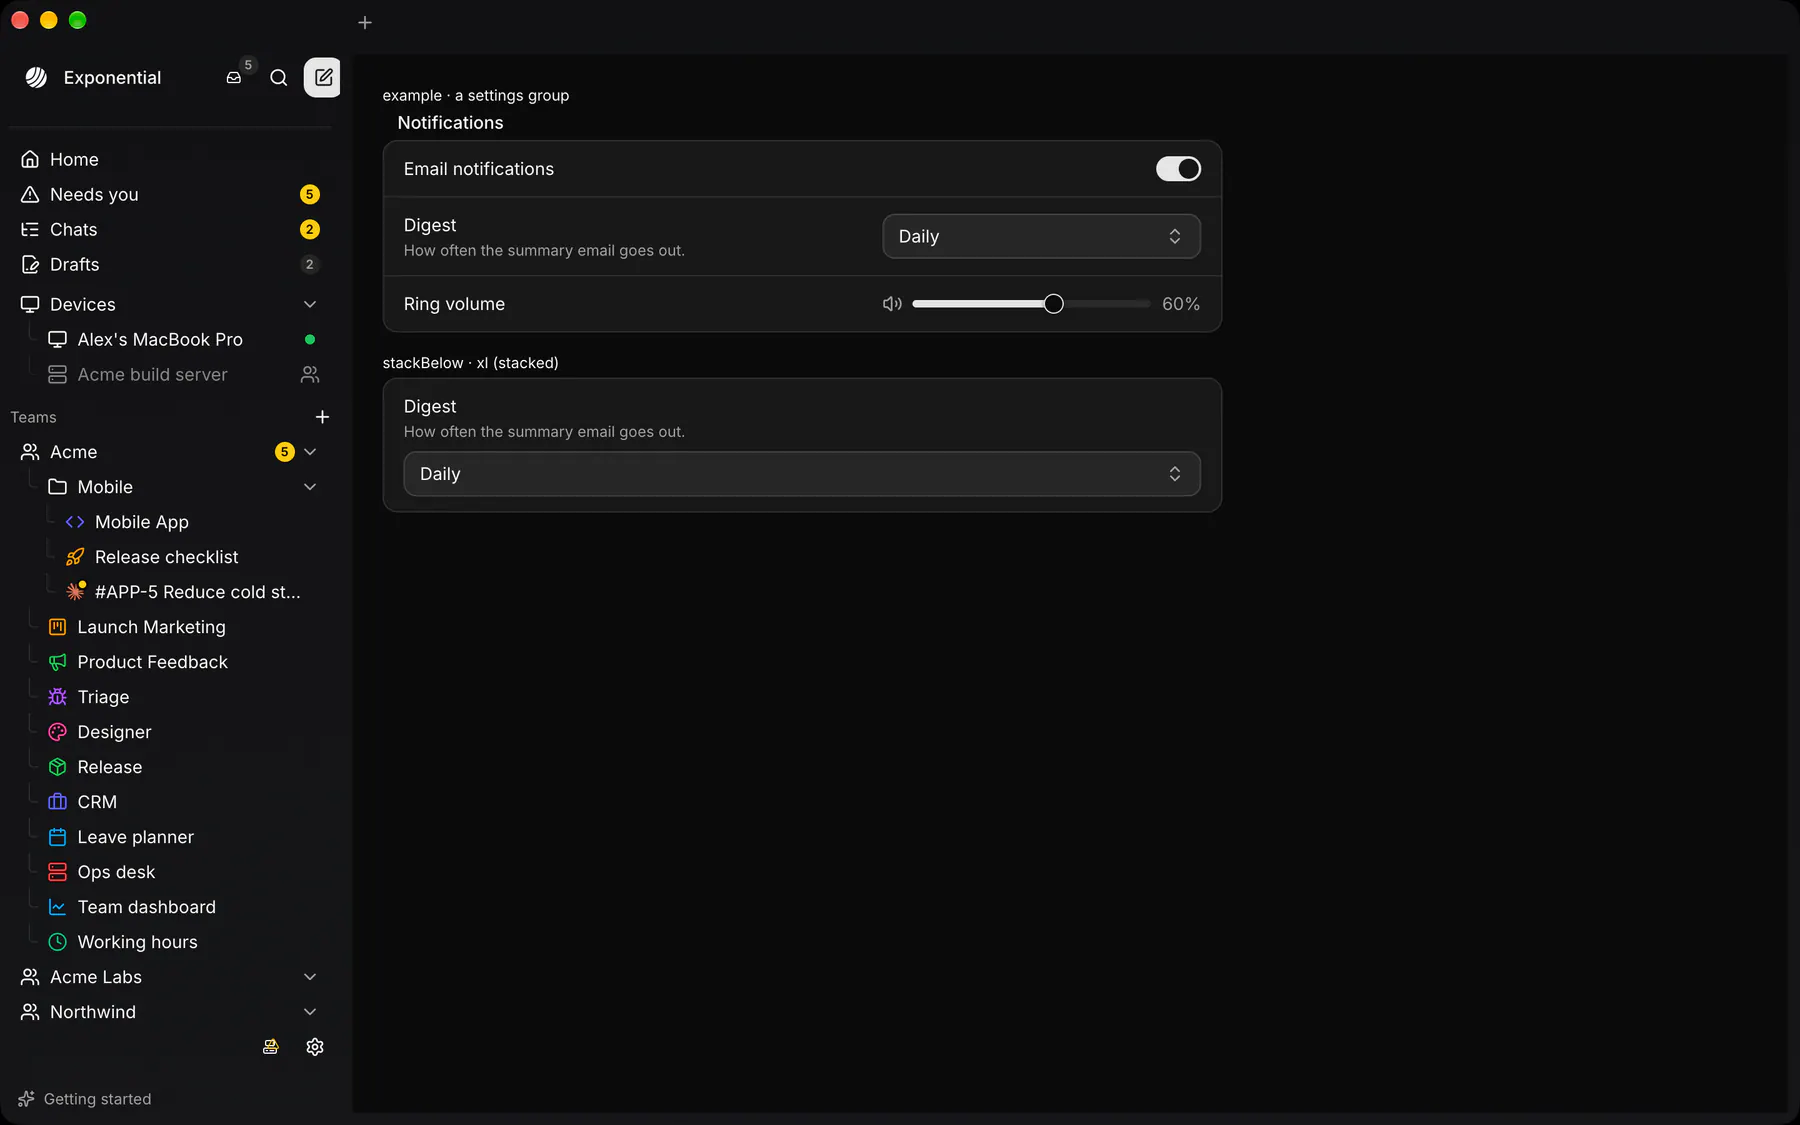 Exponential
5
Home
Needs you
5
Chats
2
Drafts
2
Devices
Alex's MacBook Pro
Acme build server
Teams
Acme
5
Mobile
Mobile App
Release checklist
#APP-5 Reduce cold st...
Launch Marketing
Product Feedback
Triage
Designer
Release
CRM
Leave planner
Ops desk
Team dashboard
Working hours
Acme Labs
Northwind
Getting started
example · a settings group
Notifications
Email notifications
Digest
How often the summary email goes out.
Daily
Ring volume
60%
stackBelow · xl (stacked)
Digest
How often the summary email goes out.
Daily